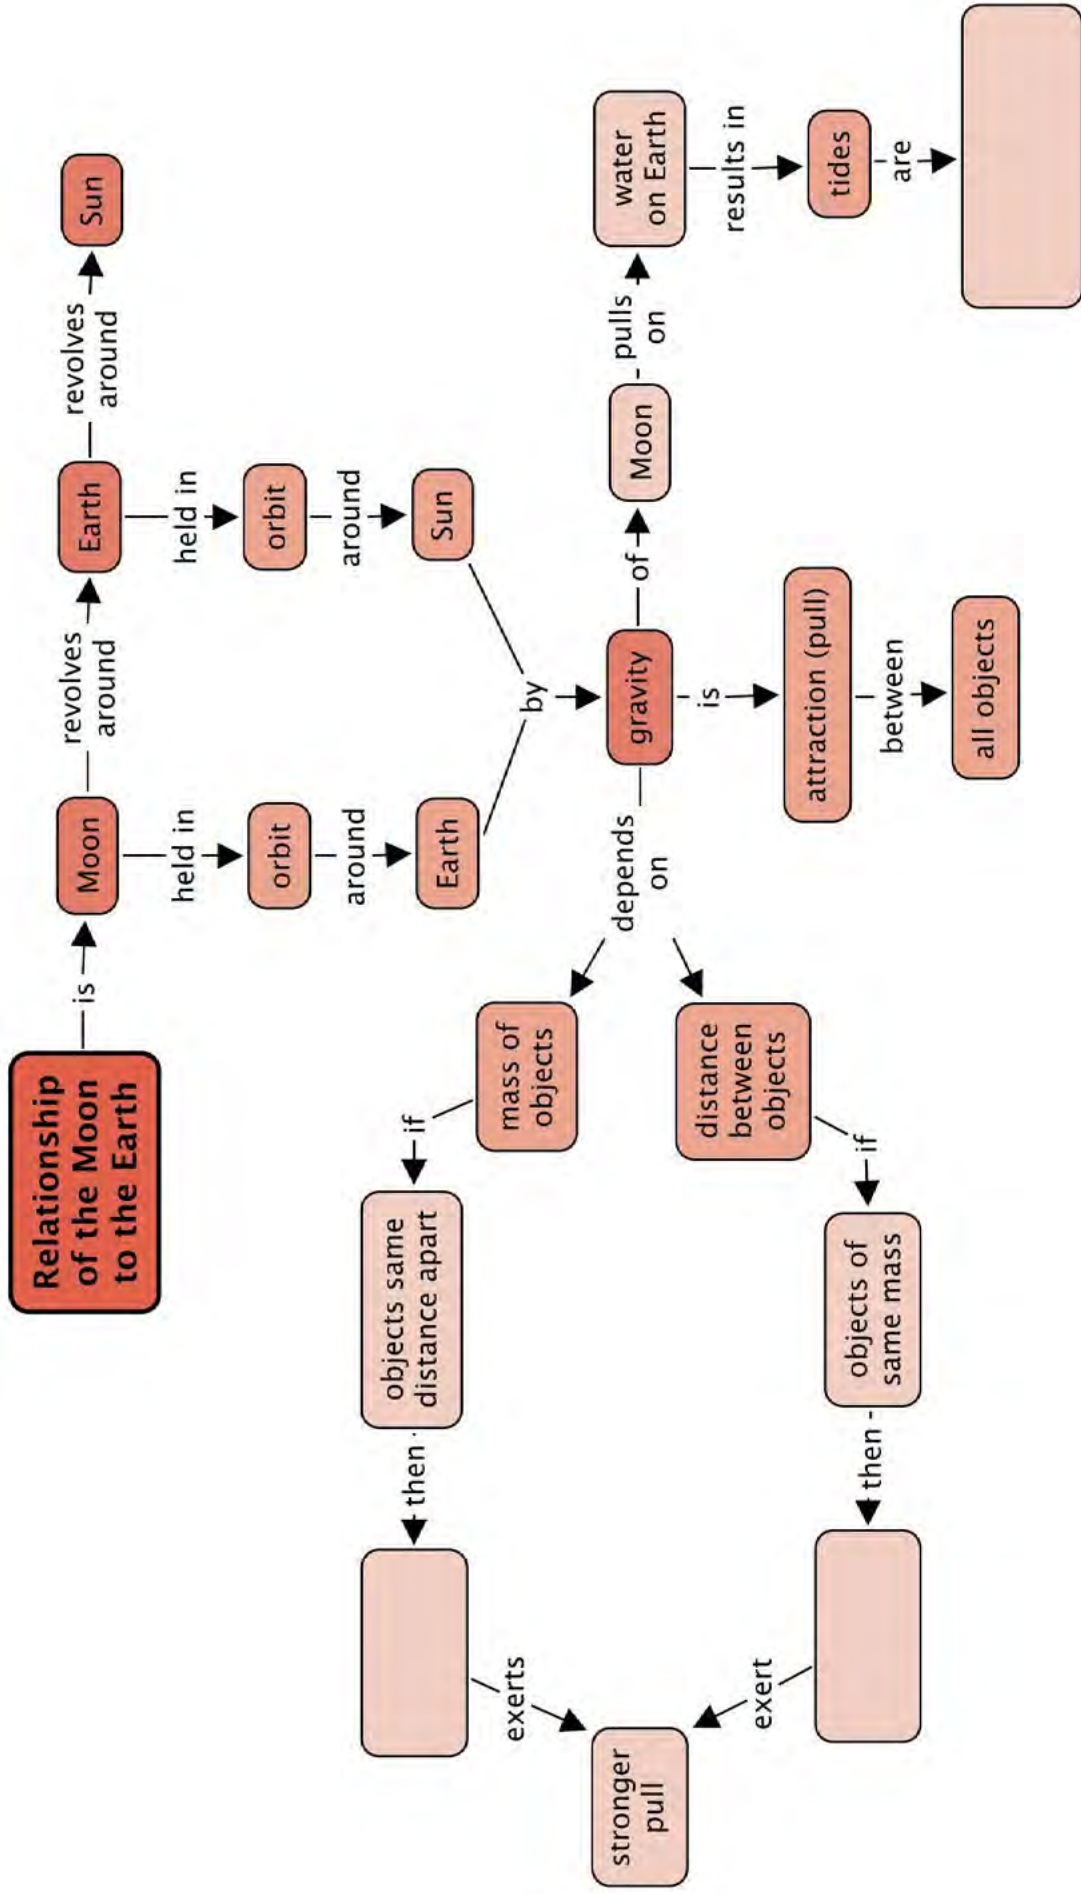 Relationship
of the Moon
to the Earth
is
Moon
revolves
around
Earth
revolves
around
Sun
held in
orbit
around
Earth
held in
orbit
around
Sun
by
gravity
of
Moon
pulls
on
water
on Earth
results in
tides
are
is
attraction (pull)
between
all objects
depends
on
mass of
objects
if
objects same
distance apart
then
exerts
distance
between
objects
if
objects of
same mass
then
exert
stronger
pull